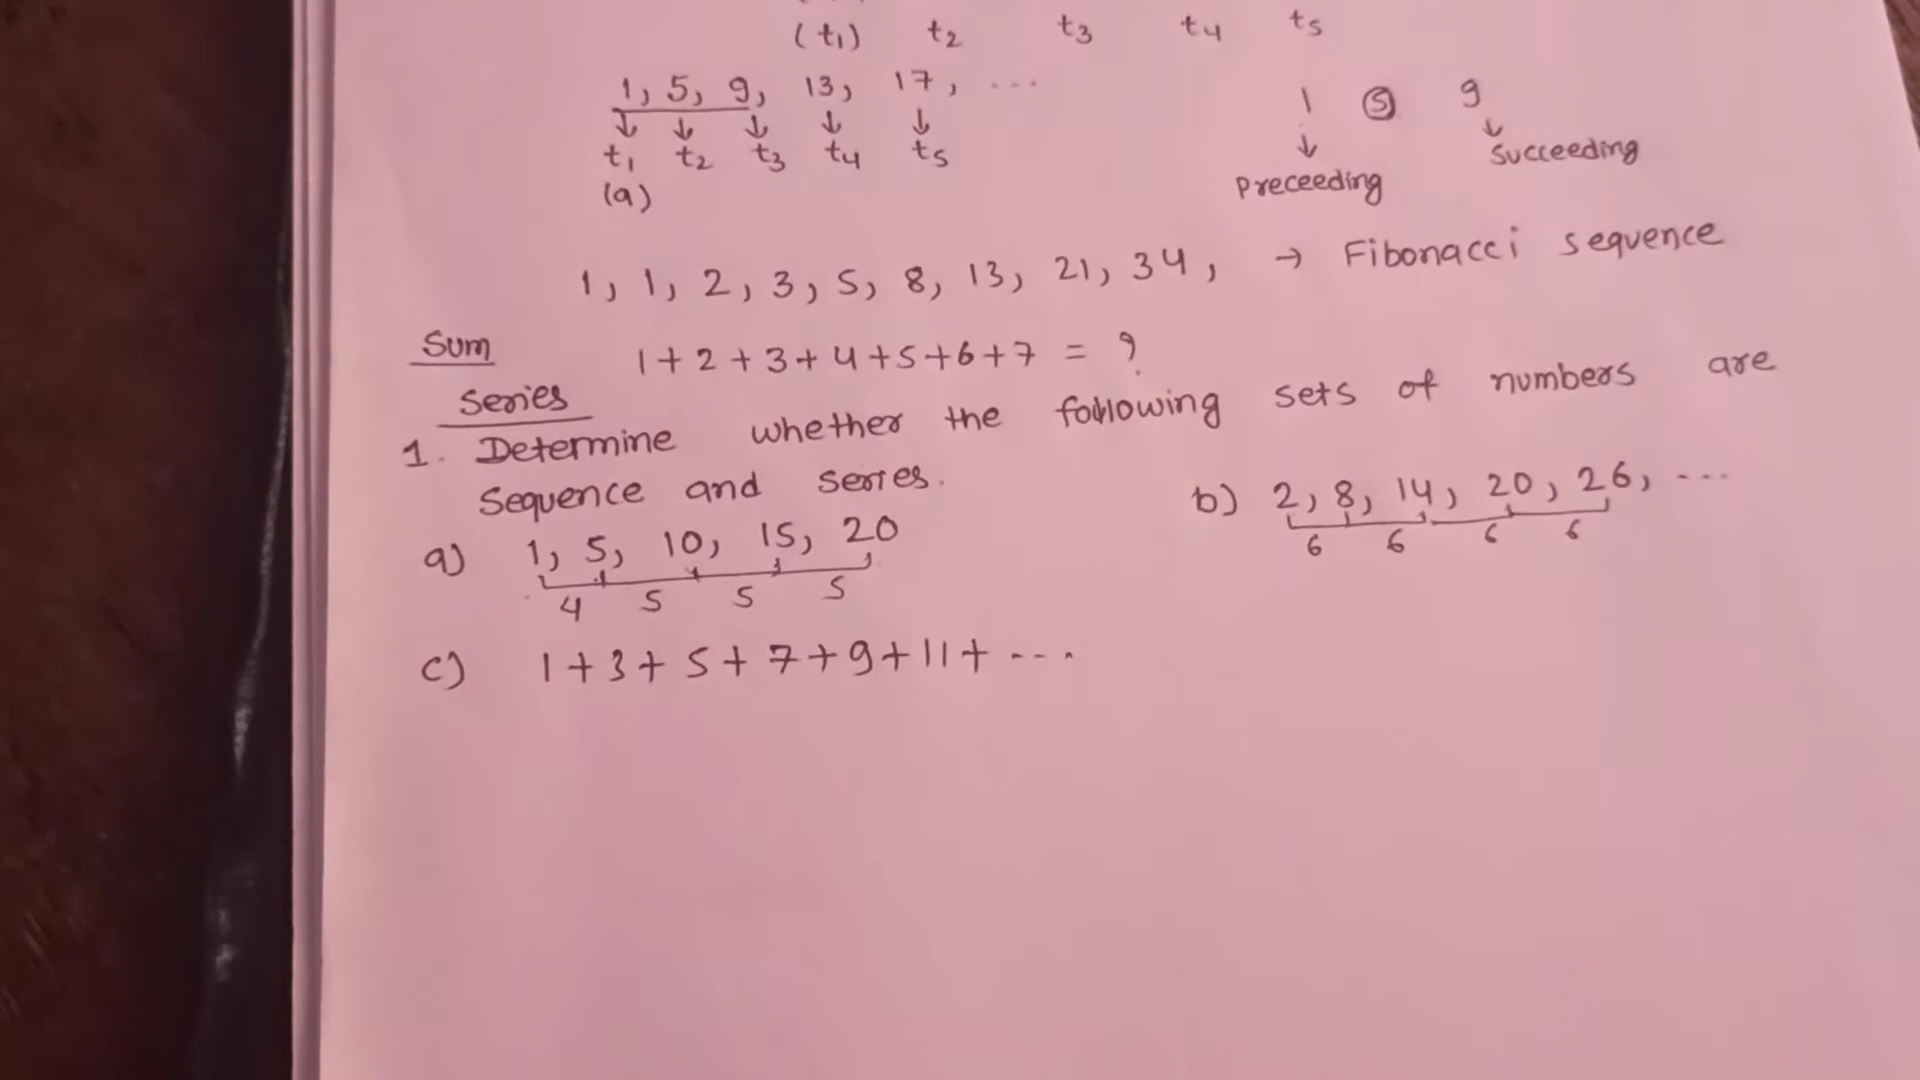 (t1) t2 t3 t4 t5
1, 5, 9, 13, 17, ...
↓ ↓ ↓ ↓ ↓
t1 t2 t3 t4 t5
(a)
1 5 9
↓ ↓
Preceeding Succeeding
1, 1, 2, 3, 5, 8, 13, 21, 34, → Fibonacci sequence
Sum 1+2+3+4+5+6+7 = ?
Series
1. Determine whether the following sets of numbers are
Sequence and series.
a) 1, 5, 10, 15, 20 b) 2, 8, 14, 20, 26, ...
4 5 5 5 6 6 6 6
c) 1+3+5+7+9+11+ ...